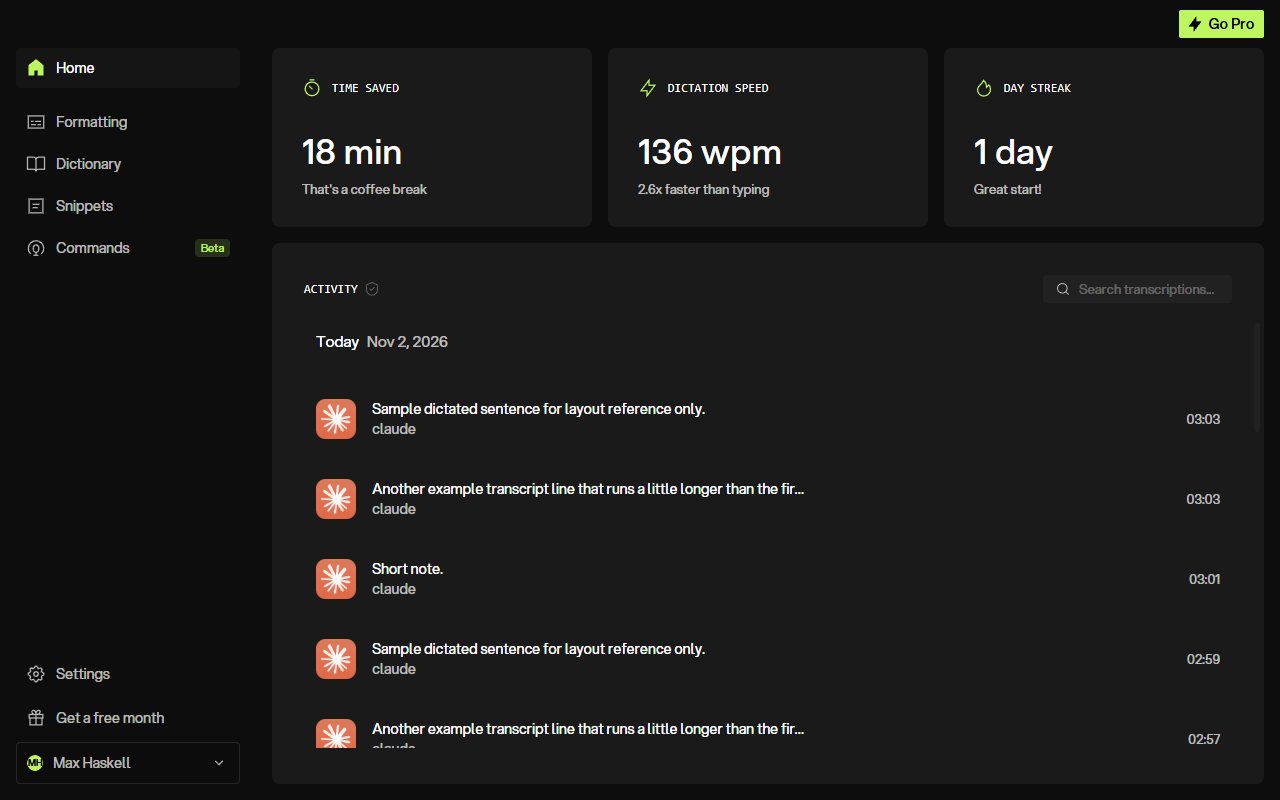 Go Pro
Home
Formatting
Dictionary
Snippets
Commands Beta
Settings
Get a free month
MH Max Haskell
TIME SAVED
18 min
That's a coffee break
DICTATION SPEED
136 wpm
2.6x faster than typing
DAY STREAK
1 day
Great start!
ACTIVITY
Search transcriptions...
Today Nov 2, 2026
Sample dictated sentence for layout reference only.
claude
03:03
Another example transcript line that runs a little longer than the fir...
claude
03:03
Short note.
claude
03:01
Sample dictated sentence for layout reference only.
claude
02:59
Another example transcript line that runs a little longer than the fir...
claude
02:57